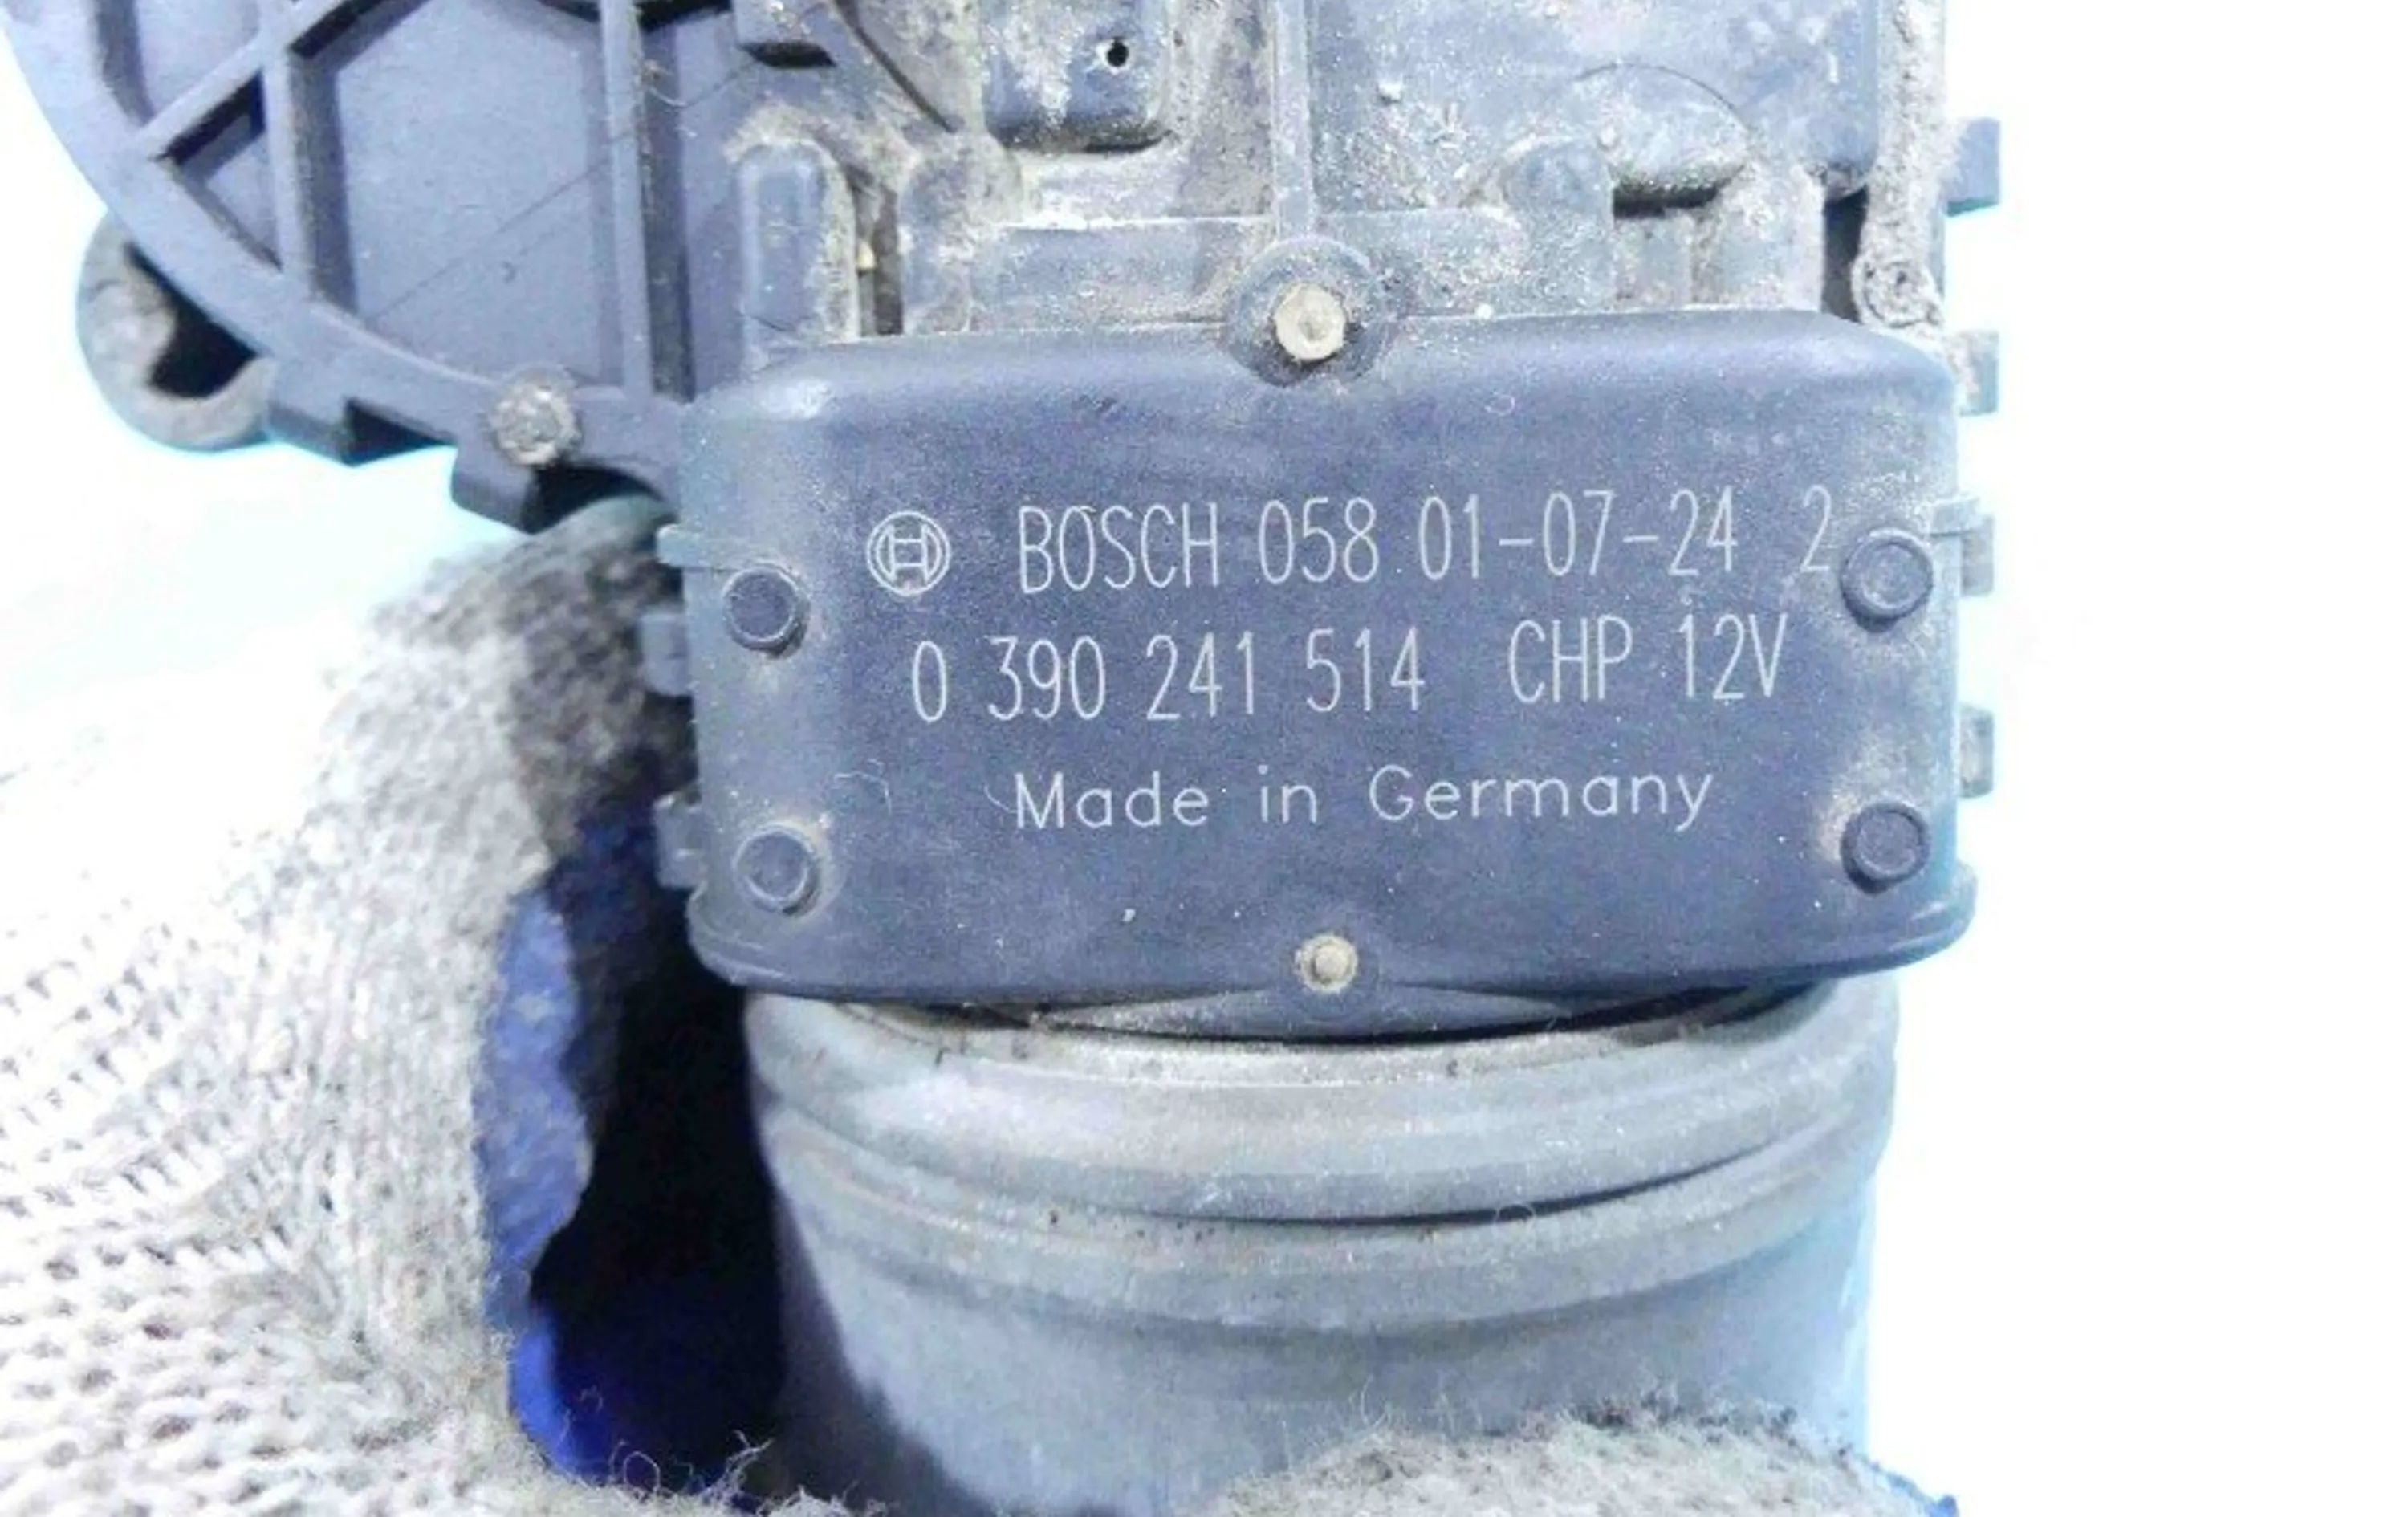 BOSCH 058 01-07-24 2
0 390 241 514 CHP 12V
Made in Germany